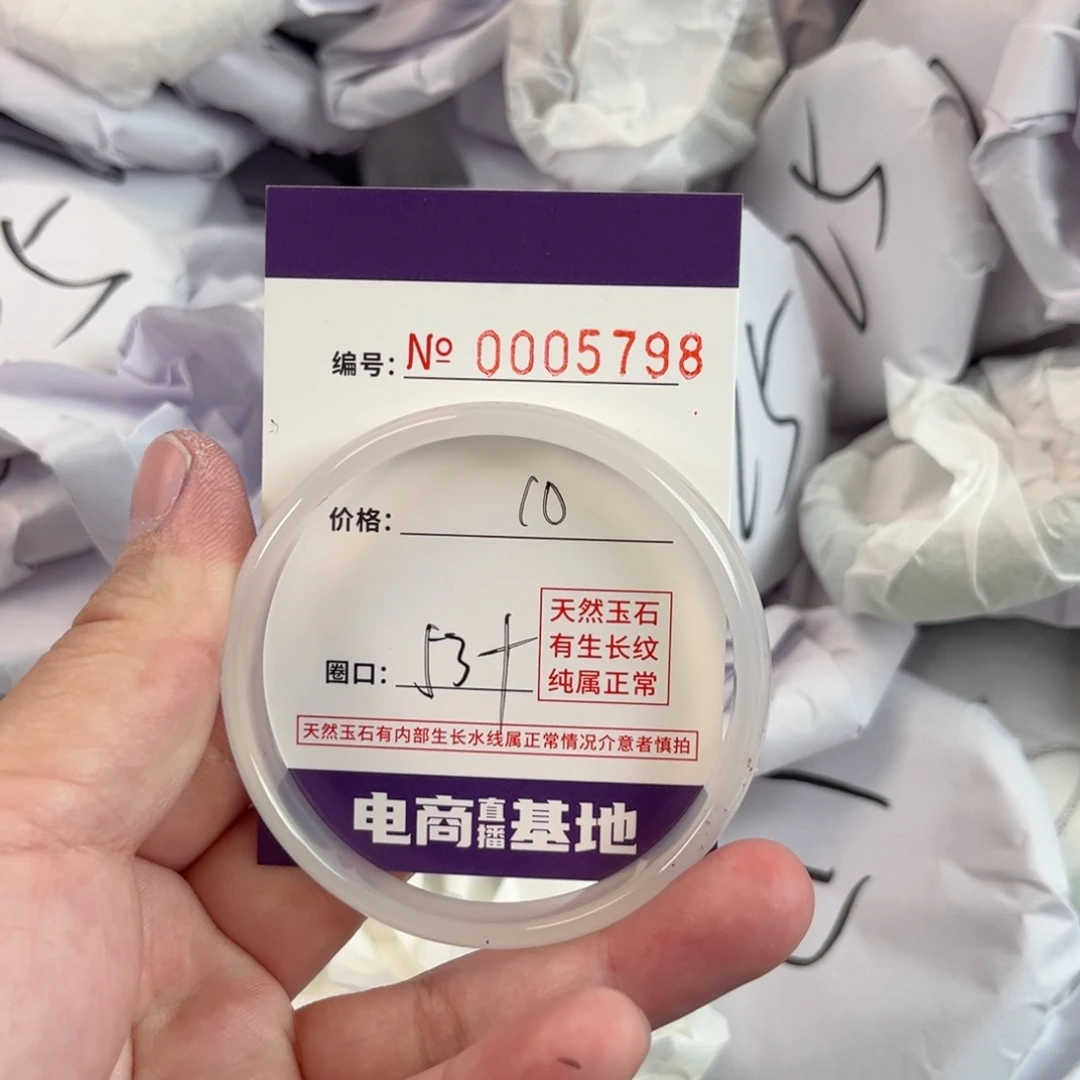 编号: № 0005798
价格: 10
圈口: 53+
天然玉石
有生长纹
纯属正常
天然玉石有内部生长水线属正常情况介意者慎拍
电商直播基地